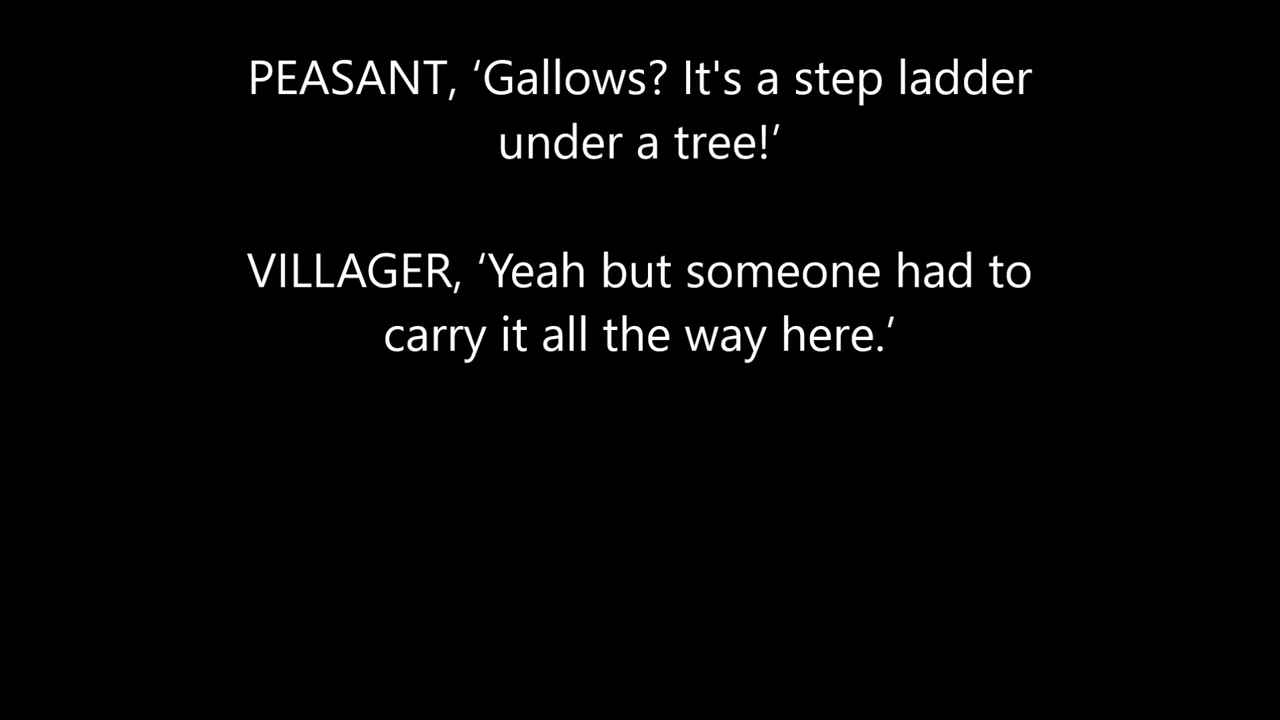 PEASANT, ‘Gallows? It's a step ladder
under a tree!’
VILLAGER, ‘Yeah but someone had to
carry it all the way here.’